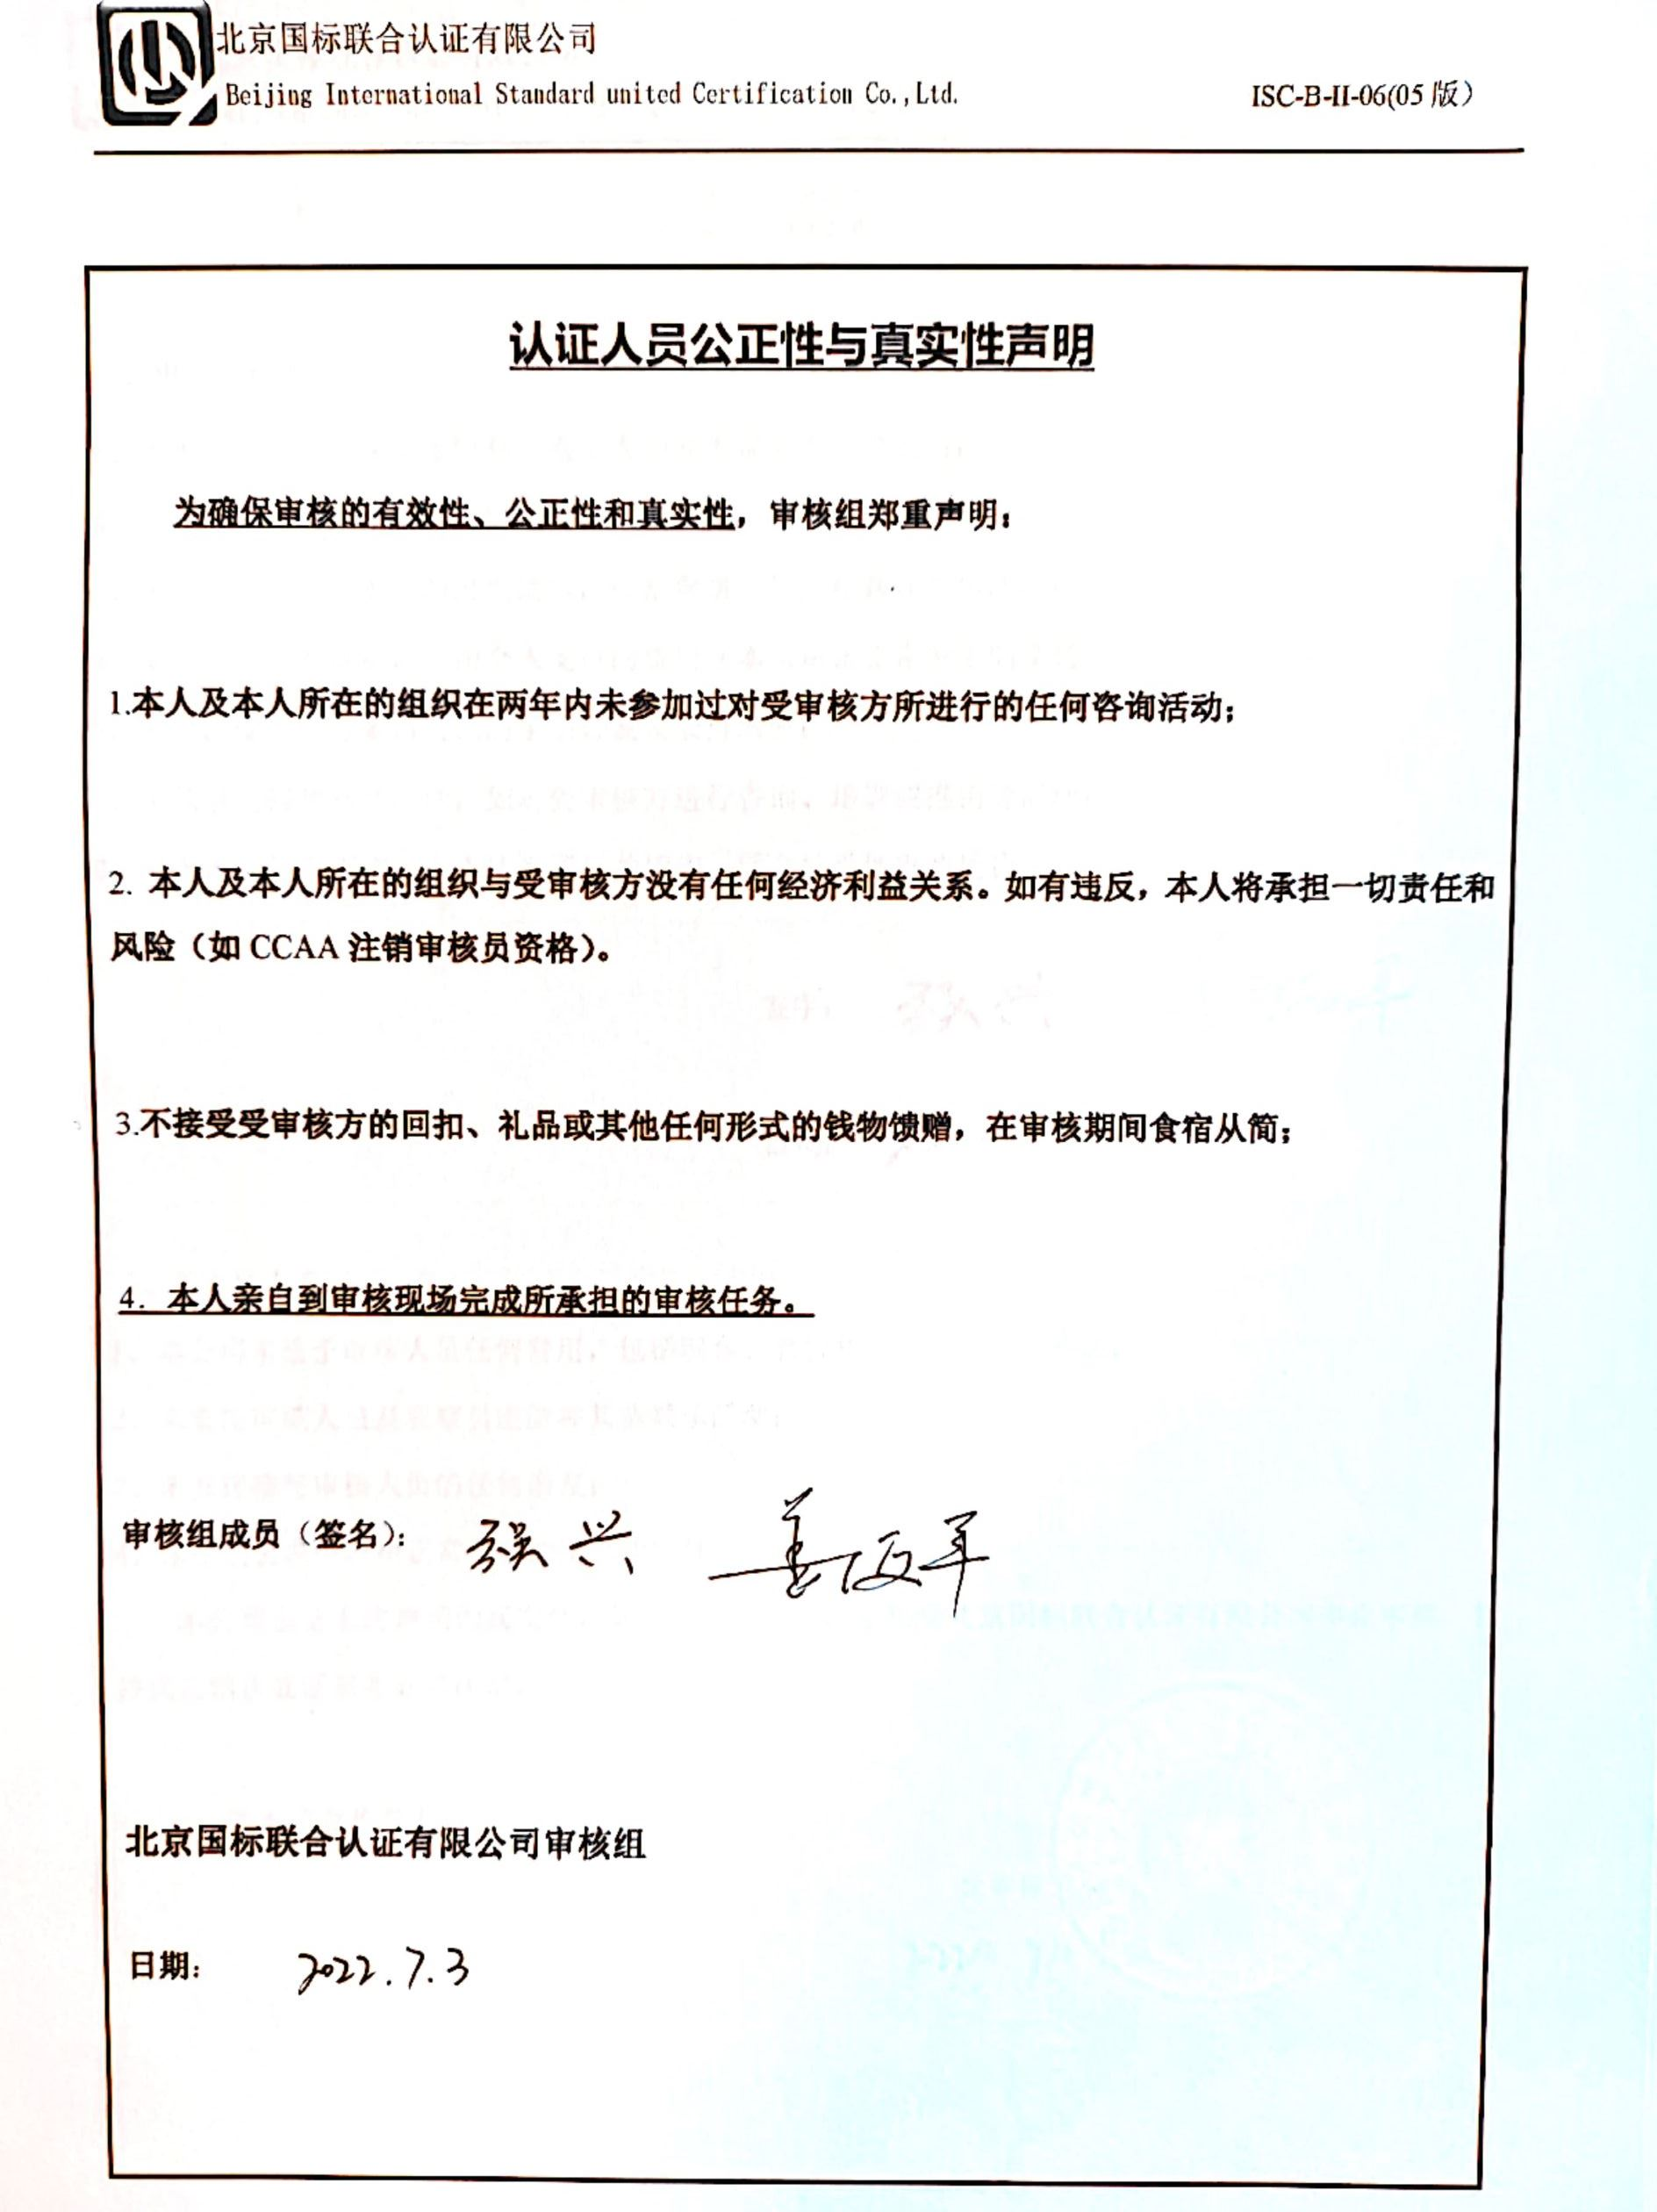 北京国标联合认证有限公司
Beijing International Standard united Certification Co.,Ltd.
ISC-B-II-06(05版)
认证人员公正性与真实性声明
为确保审核的有效性、公正性和真实性，审核组郑重声明：
1.本人及本人所在的组织在两年内未参加过对受审核方所进行的任何咨询活动；
2. 本人及本人所在的组织与受审核方没有任何经济利益关系。如有违反，本人将承担一切责任和
风险（如 CCAA 注销审核员资格）。
3.不接受受审核方的回扣、礼品或其他任何形式的钱物馈赠，在审核期间食宿从简；
4. 本人亲自到审核现场完成所承担的审核任务。
审核组成员（签名）：
北京国标联合认证有限公司审核组
日期： 2022.7.3